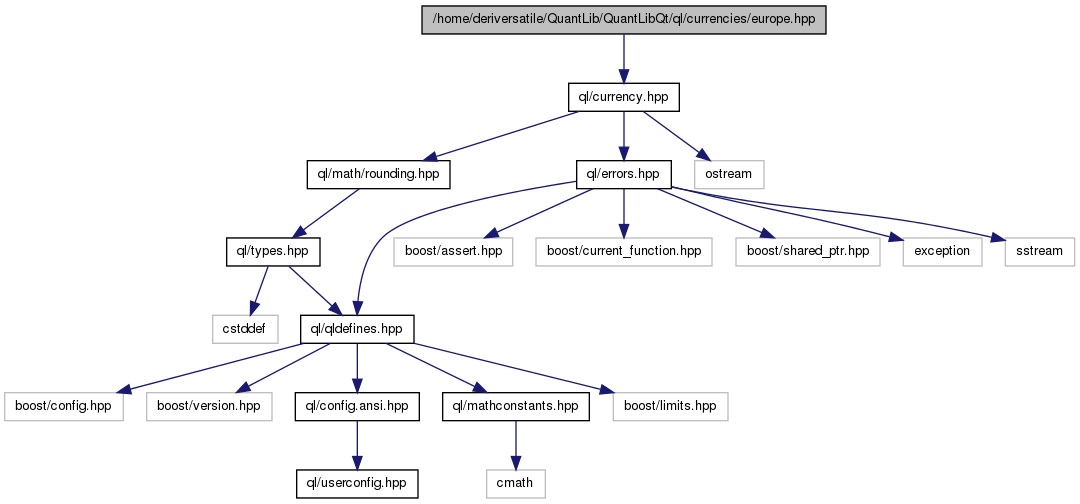 /home/deriversatile/QuantLib/QuantLibQt/ql/currencies/europe.hpp
ql/currency.hpp
ql/math/rounding.hpp
ql/errors.hpp
ostream
ql/types.hpp
boost/assert.hpp
boost/current_function.hpp
boost/shared_ptr.hpp
exception
sstream
cstddef
ql/qldefines.hpp
boost/config.hpp
boost/version.hpp
ql/config.ansi.hpp
ql/mathconstants.hpp
boost/limits.hpp
ql/userconfig.hpp
cmath